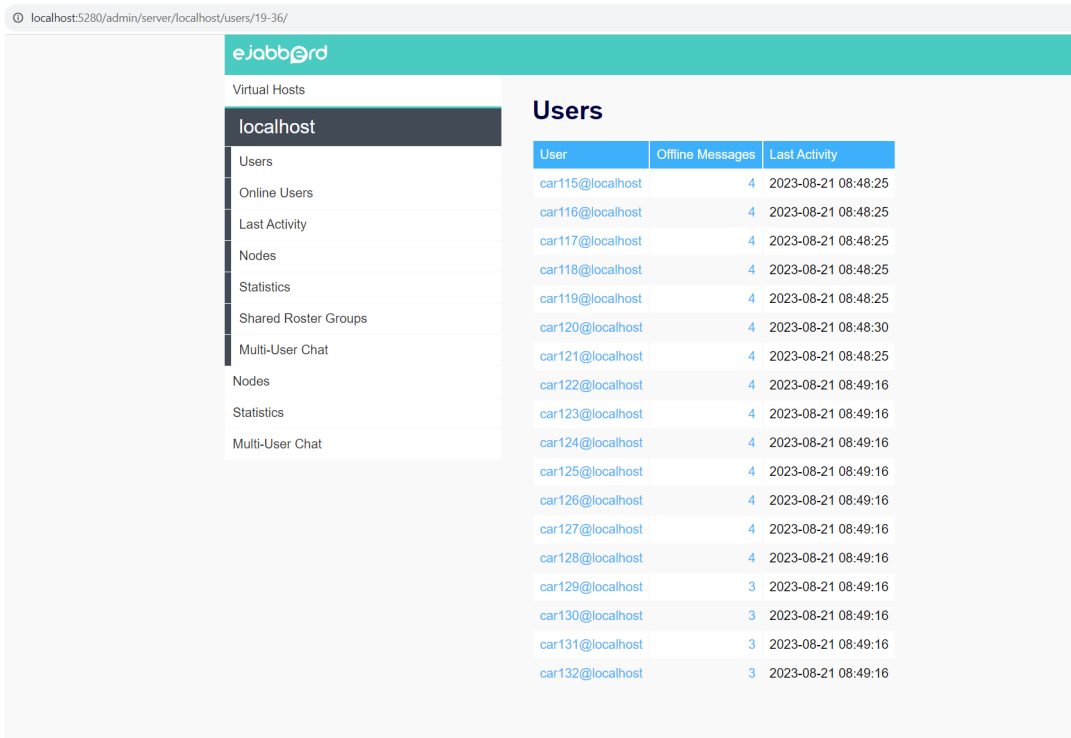 localhost:5280/admin/server/localhost/users/19-36/
ejabberd
Virtual Hosts
localhost
Users
Online Users
Last Activity
Nodes
Statistics
Shared Roster Groups
Multi-User Chat
Nodes
Statistics
Multi-User Chat
Users
User Offline Messages Last Activity
car115@localhost 4 2023-08-21 08:48:25
car116@localhost 4 2023-08-21 08:48:25
car117@localhost 4 2023-08-21 08:48:25
car118@localhost 4 2023-08-21 08:48:25
car119@localhost 4 2023-08-21 08:48:25
car120@localhost 4 2023-08-21 08:48:30
car121@localhost 4 2023-08-21 08:48:25
car122@localhost 4 2023-08-21 08:49:16
car123@localhost 4 2023-08-21 08:49:16
car124@localhost 4 2023-08-21 08:49:16
car125@localhost 4 2023-08-21 08:49:16
car126@localhost 4 2023-08-21 08:49:16
car127@localhost 4 2023-08-21 08:49:16
car128@localhost 4 2023-08-21 08:49:16
car129@localhost 3 2023-08-21 08:49:16
car130@localhost 3 2023-08-21 08:49:16
car131@localhost 3 2023-08-21 08:49:16
car132@localhost 3 2023-08-21 08:49:16